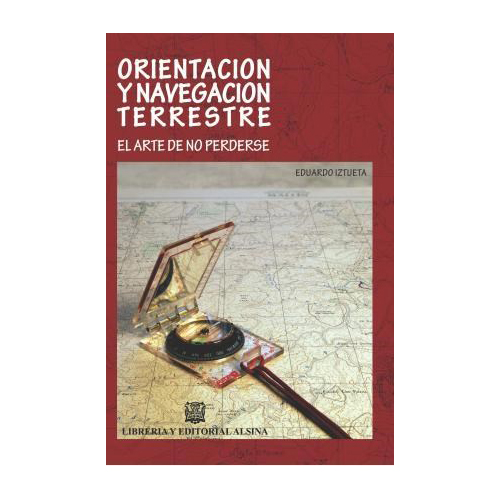 ORIENTACION
Y NAVEGACION
TERRESTRE
EL ARTE DE NO PERDERSE
EDUARDO IZTUETA
LIBRERIA Y EDITORIAL ALSINA